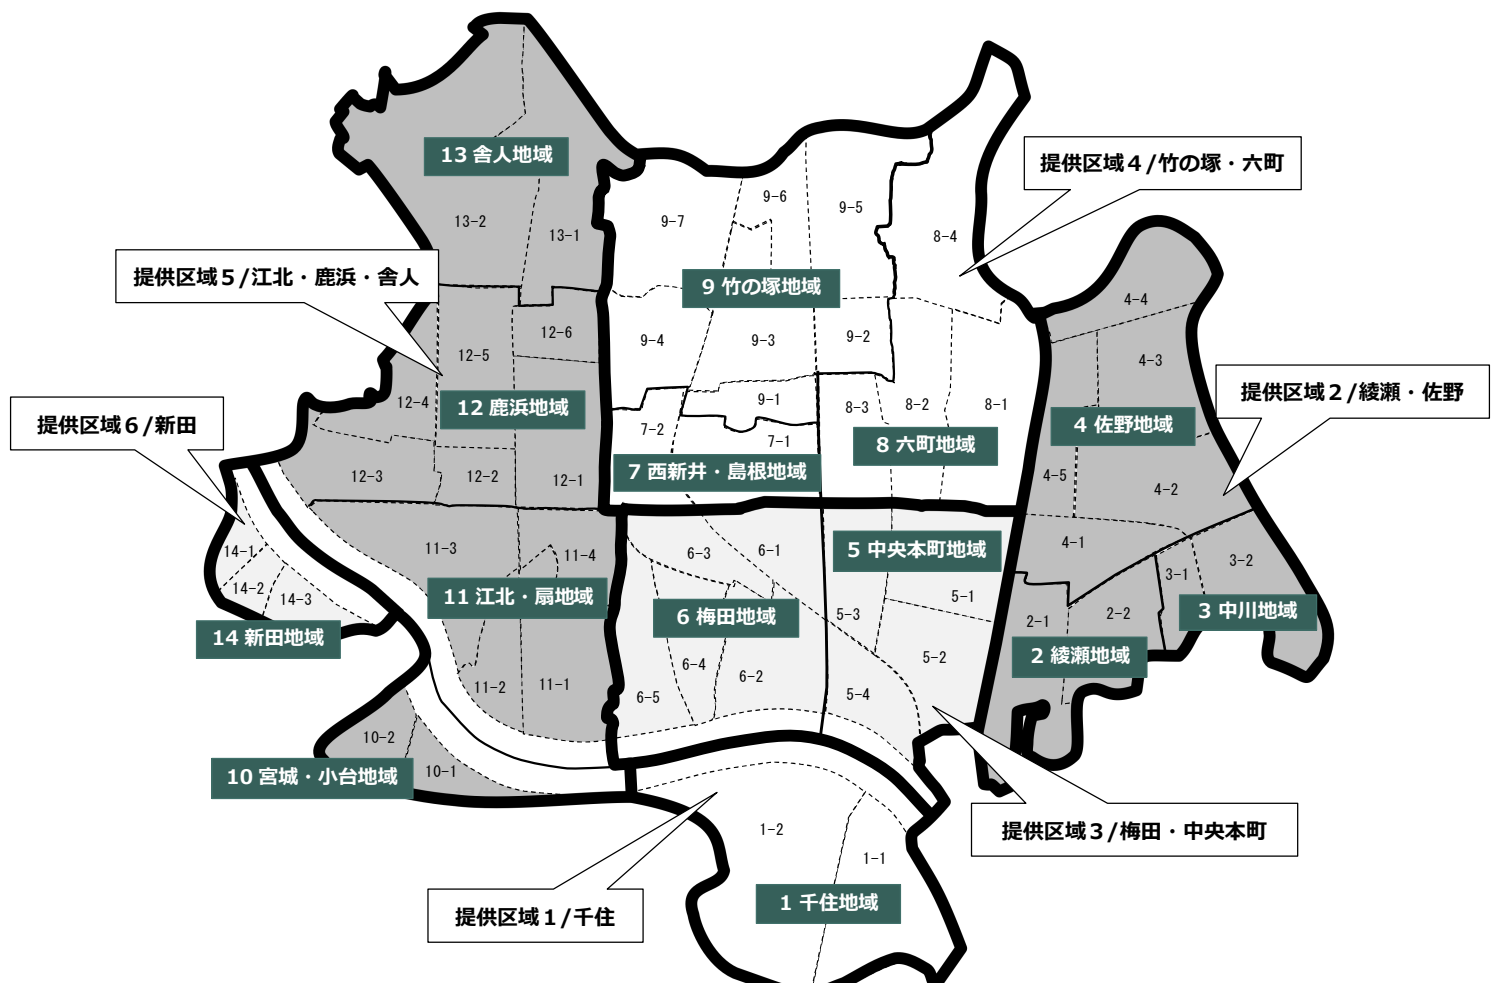 13 舎人地域
提供区域４/竹の塚・六町
9-6
9-5
9-7
13-2
13-1
8-4
提供区域５/江北・鹿浜・舎人
9 竹の塚地域
4-4
12-6
9-4
9-3
9-2
12-5
4-3
提供区域２/綾瀬・佐野
12-4
12 鹿浜地域
9-1
8-3
8-2
8-1
4 佐野地域
提供区域６/新田
7-2
7-1
8 六町地域
7 西新井・島根地域
12-3
12-2
12-1
4-5
4-2
14-1
11-3
11-4
6-3
6-1
5 中央本町地域
4-1
3-2
3-1
14-2
14-3
11 江北・扇地域
6 梅田地域
5-3
5-1
2-1
2-2
3 中川地域
14 新田地域
2 綾瀬地域
6-4
6-2
5-2
11-2
11-1
6-5
5-4
10-2
10-1
10 宮城・小台地域
1-2
提供区域３/梅田・中央本町
1-1
1 千住地域
提供区域１/千住